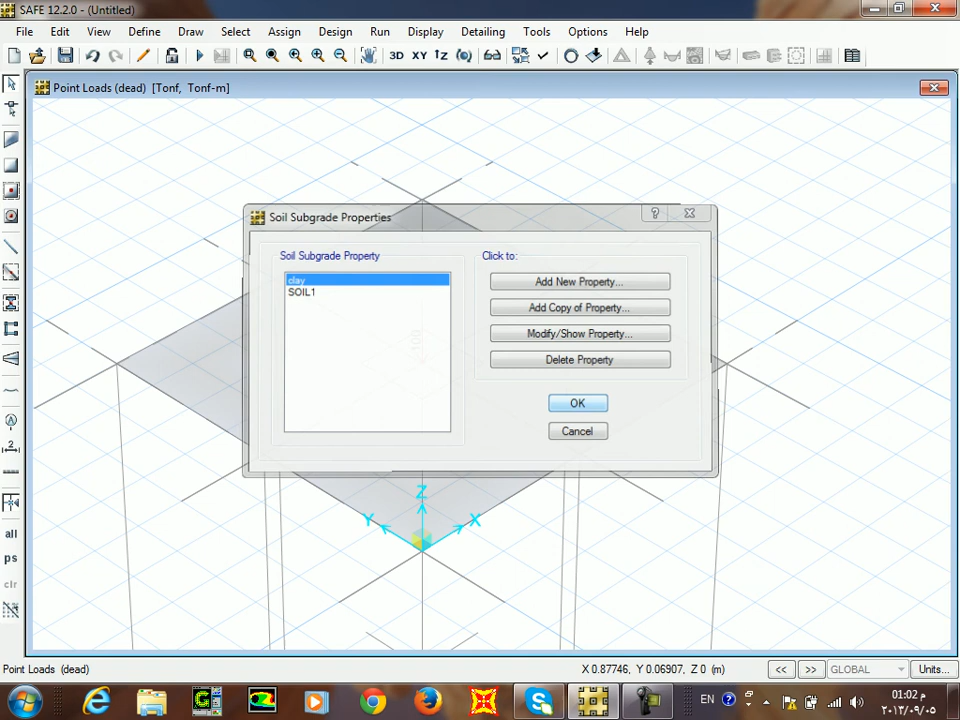 SAFE 12.2.0 - (Untitled)
File Edit View Define Draw Select Assign Design Run Display Detailing Tools Options Help
3D XY
Point Loads (dead) [Tonf, Tonf-m]
Soil Subgrade Properties
Soil Subgrade Property
clay
SOIL1
Click to:
Add New Property...
Add Copy of Property...
Modify/Show Property...
Delete Property
OK
Cancel
Z
Y X
2
all
ps
clr
Point Loads (dead) X 0.87746, Y 0.06907, Z 0 (m) << >> GLOBAL Units...
EN
01:02 م
٢٠١٣/٠٩/٠٥